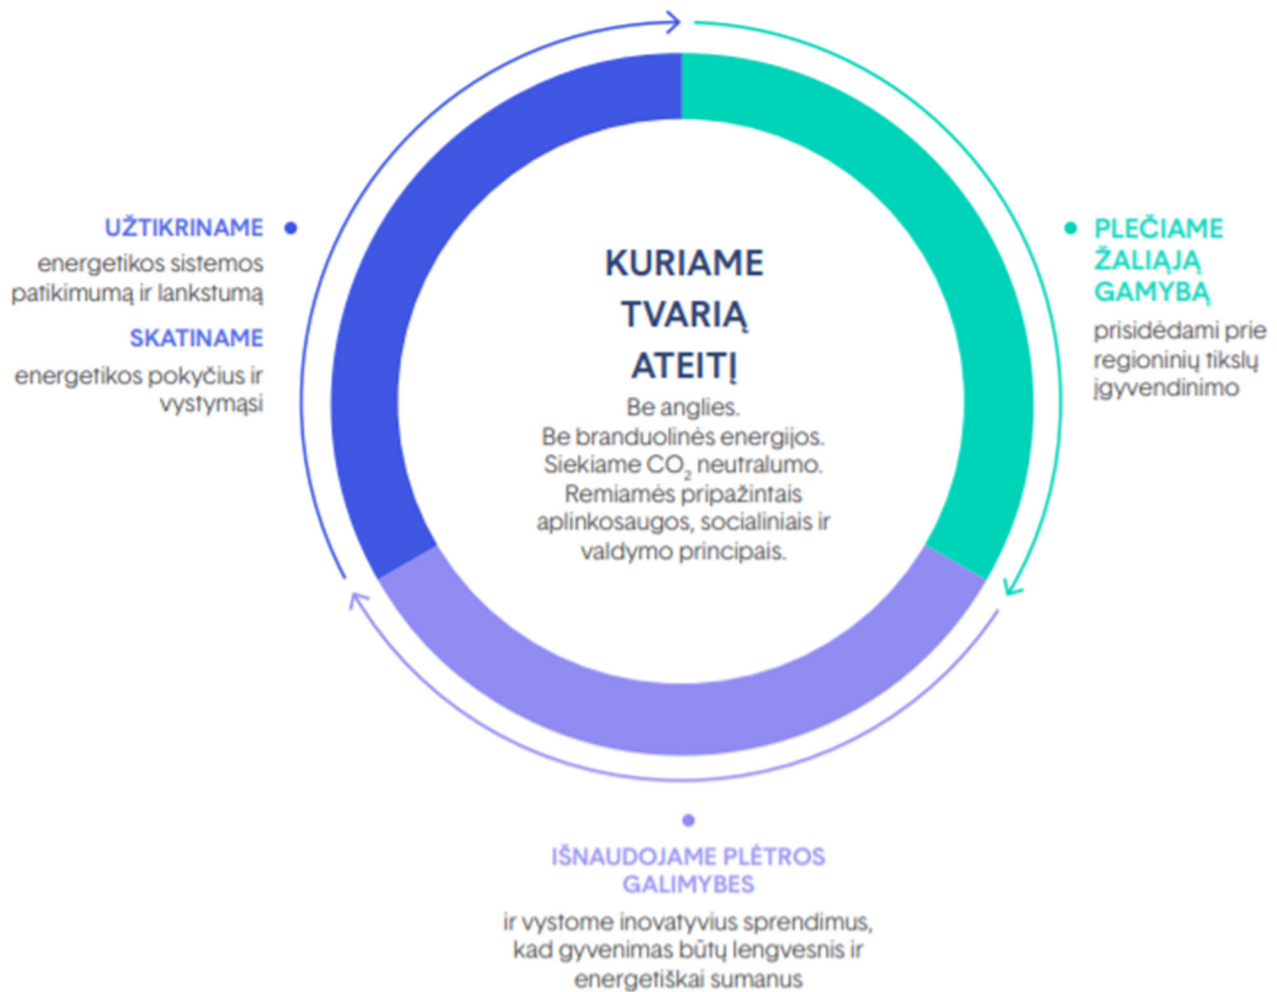 UŽTIKRINAME
energetikos sistemos
patikimumą ir lankstumą
SKATINAME
energetikos pokyčius ir
vystymąsi
KURIAME
TVARIĄ
ATEITĮ
Be anglies.
Be branduolinės energijos.
Siekiame CO₂ neutralumo.
Remiamės pripažintais
aplinkosaugos, socialiniais ir
valdymo principais.
PLEČIAME
ŽALIĄJĄ
GAMYBĄ
prisidėdami prie
regioninių tikslų
įgyvendinimo
IŠNAUDOJAME PLĖTROS
GALIMYBES
ir vystome inovatyvius sprendimus,
kad gyvenimas būtų lengvesnis ir
energetiškai sumanus